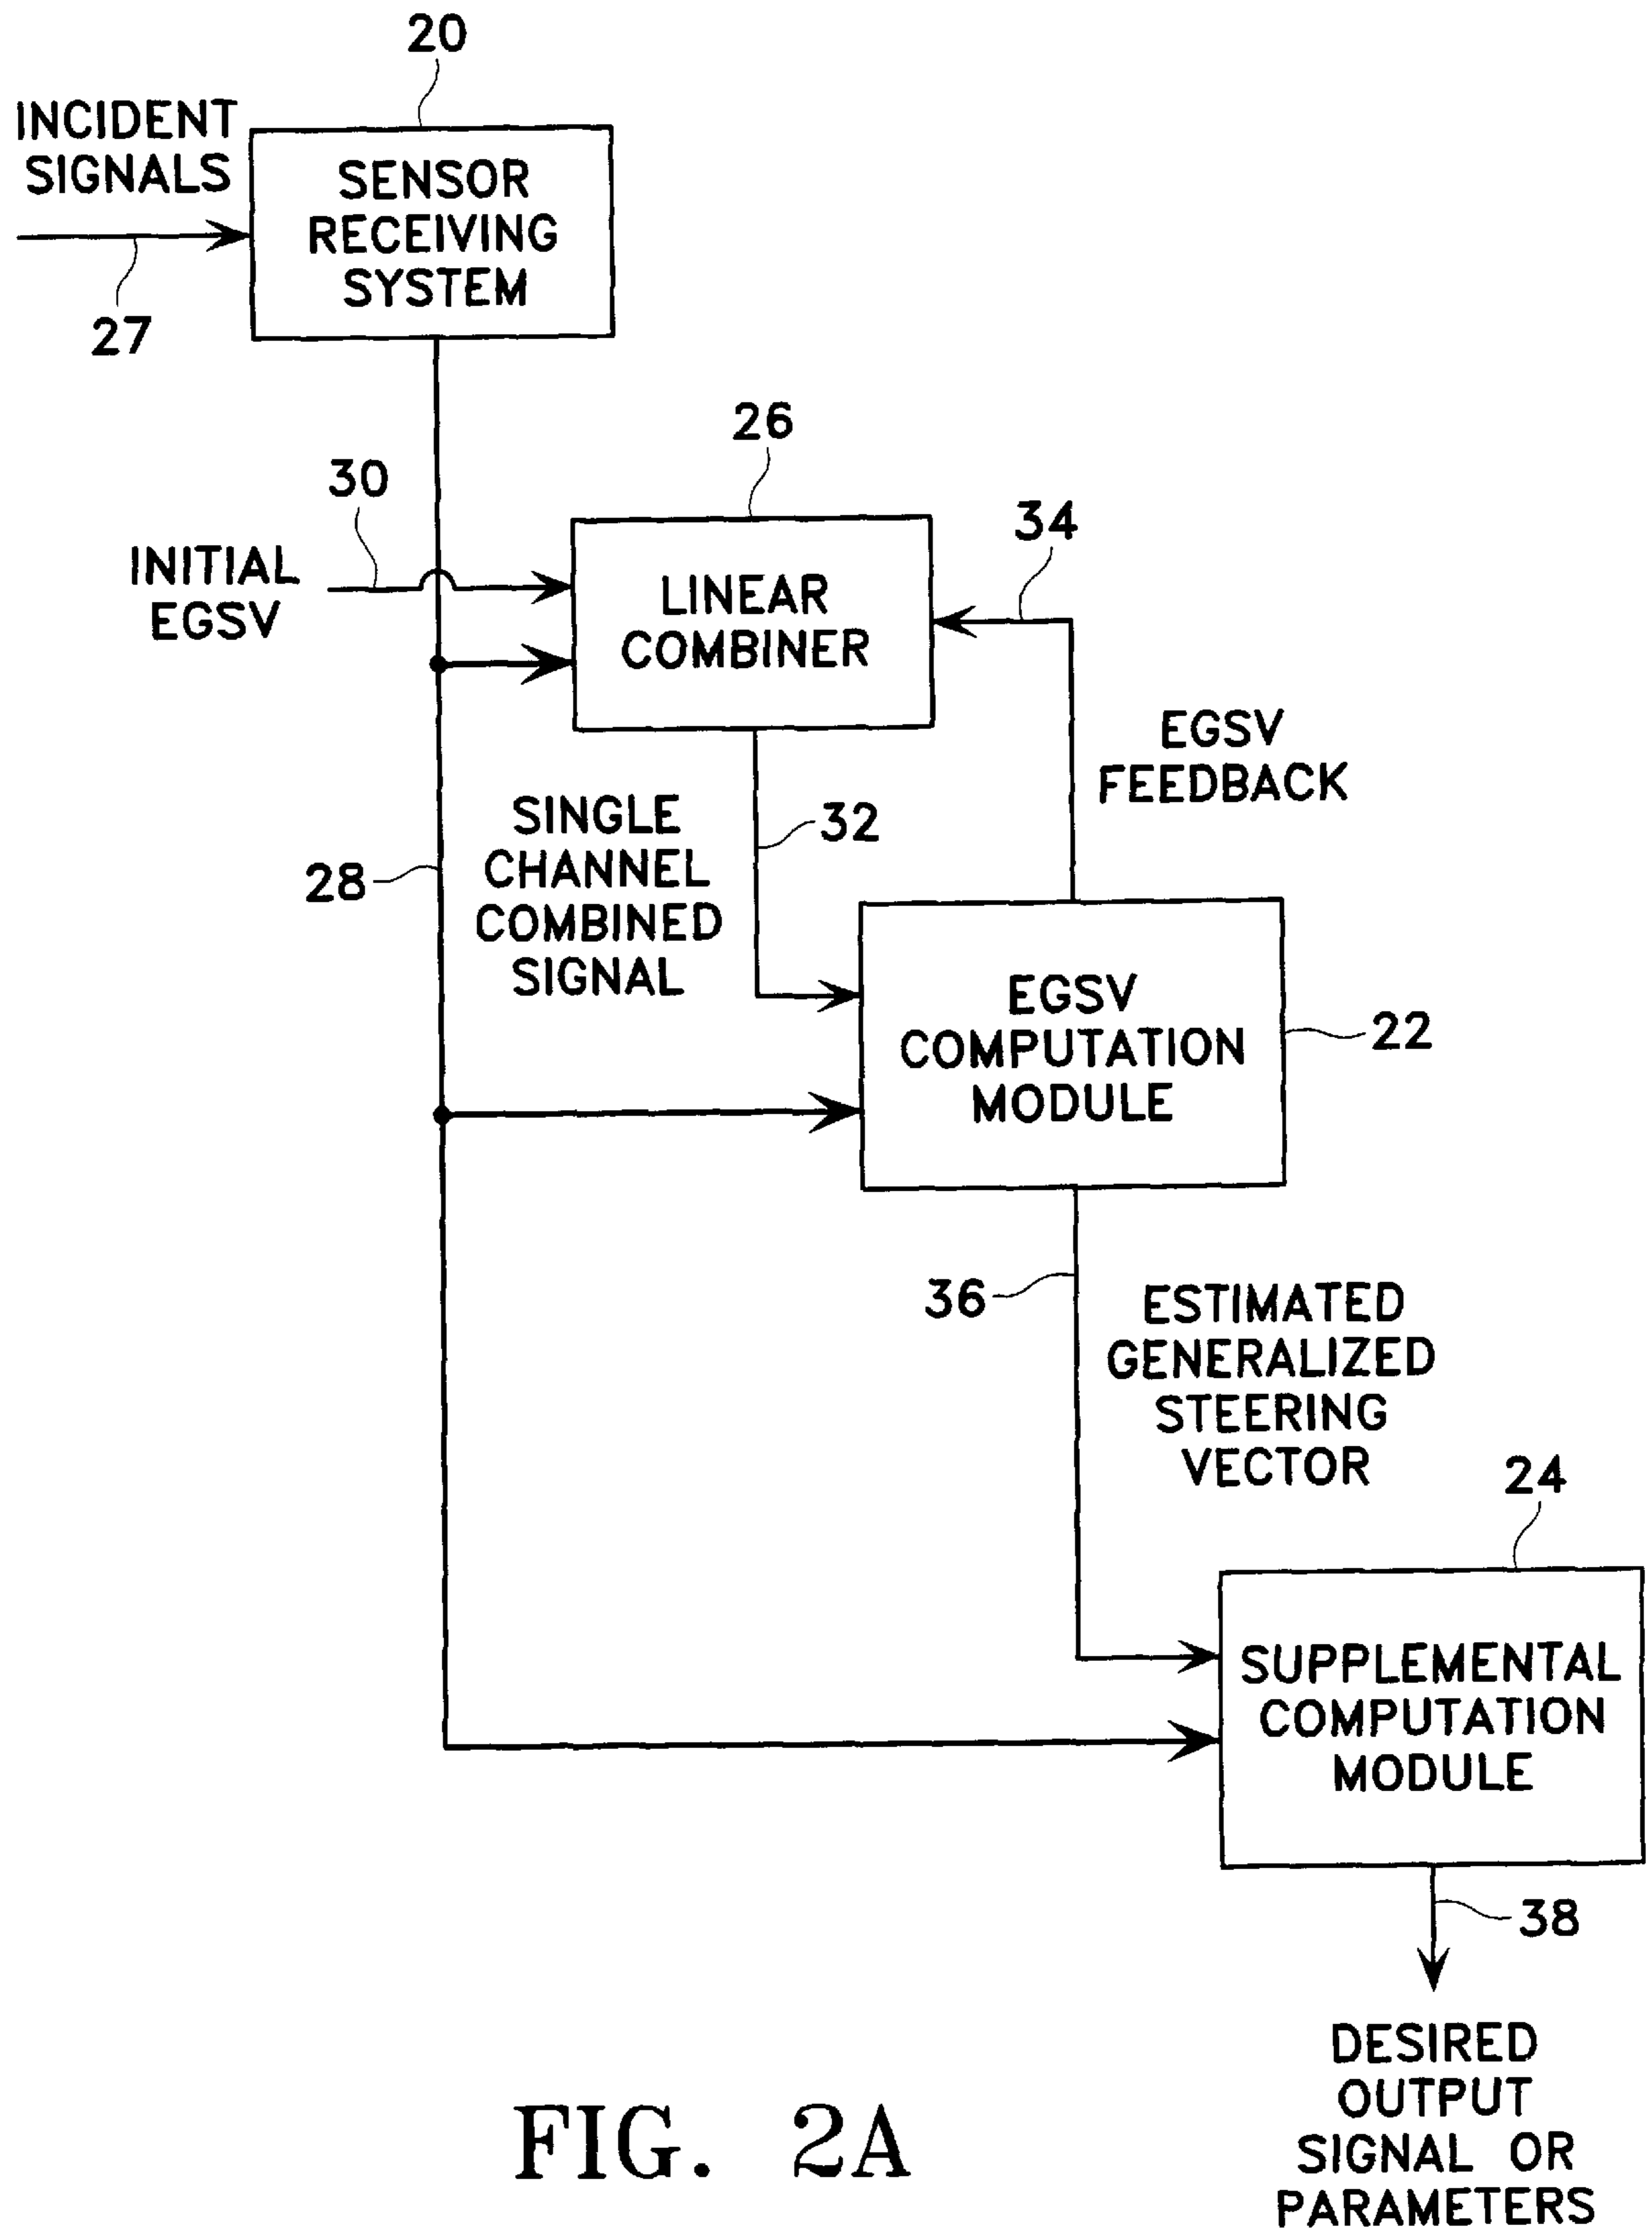 20
INCIDENT
SIGNALS
SENSOR
RECEIVING
SYSTEM
27
26
30
34
INITIAL
EGSV
LINEAR
COMBINER
EGSV
FEEDBACK
SINGLE
CHANNEL
COMBINED
SIGNAL
32
28
EGSV
COMPUTATION
MODULE
22
36
ESTIMATED
GENERALIZED
STEERING
VECTOR
24
SUPPLEMENTAL
COMPUTATION
MODULE
38
DESIRED
OUTPUT
SIGNAL OR
PARAMETERS
FIG. 2A